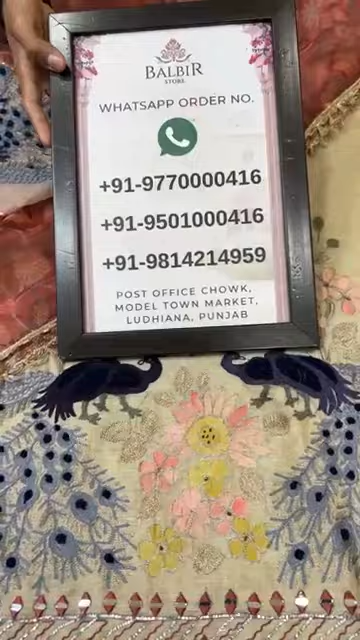 BALBIR
STORE
WHATSAPP ORDER NO.
+91-9770000416
+91-9501000416
+91-9814214959
POST OFFICE CHOWK,
MODEL TOWN MARKET,
LUDHIANA, PUNJAB